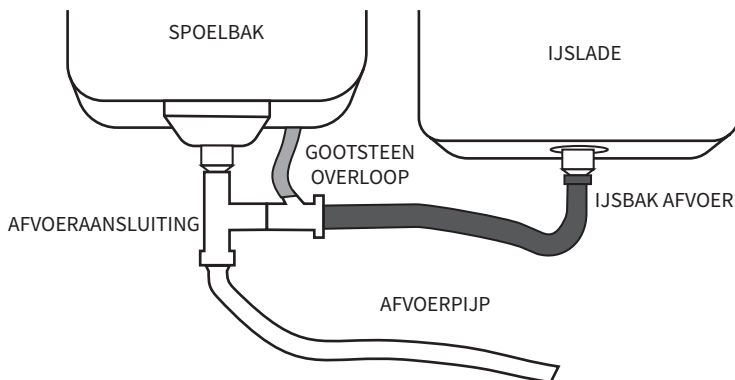 SPOELBAK
IJSLADE
GOOTSTEEN
OVERLOOP
IJSBAK AFVOER
AFVOERAANSLUITING
AFVOERPIJP